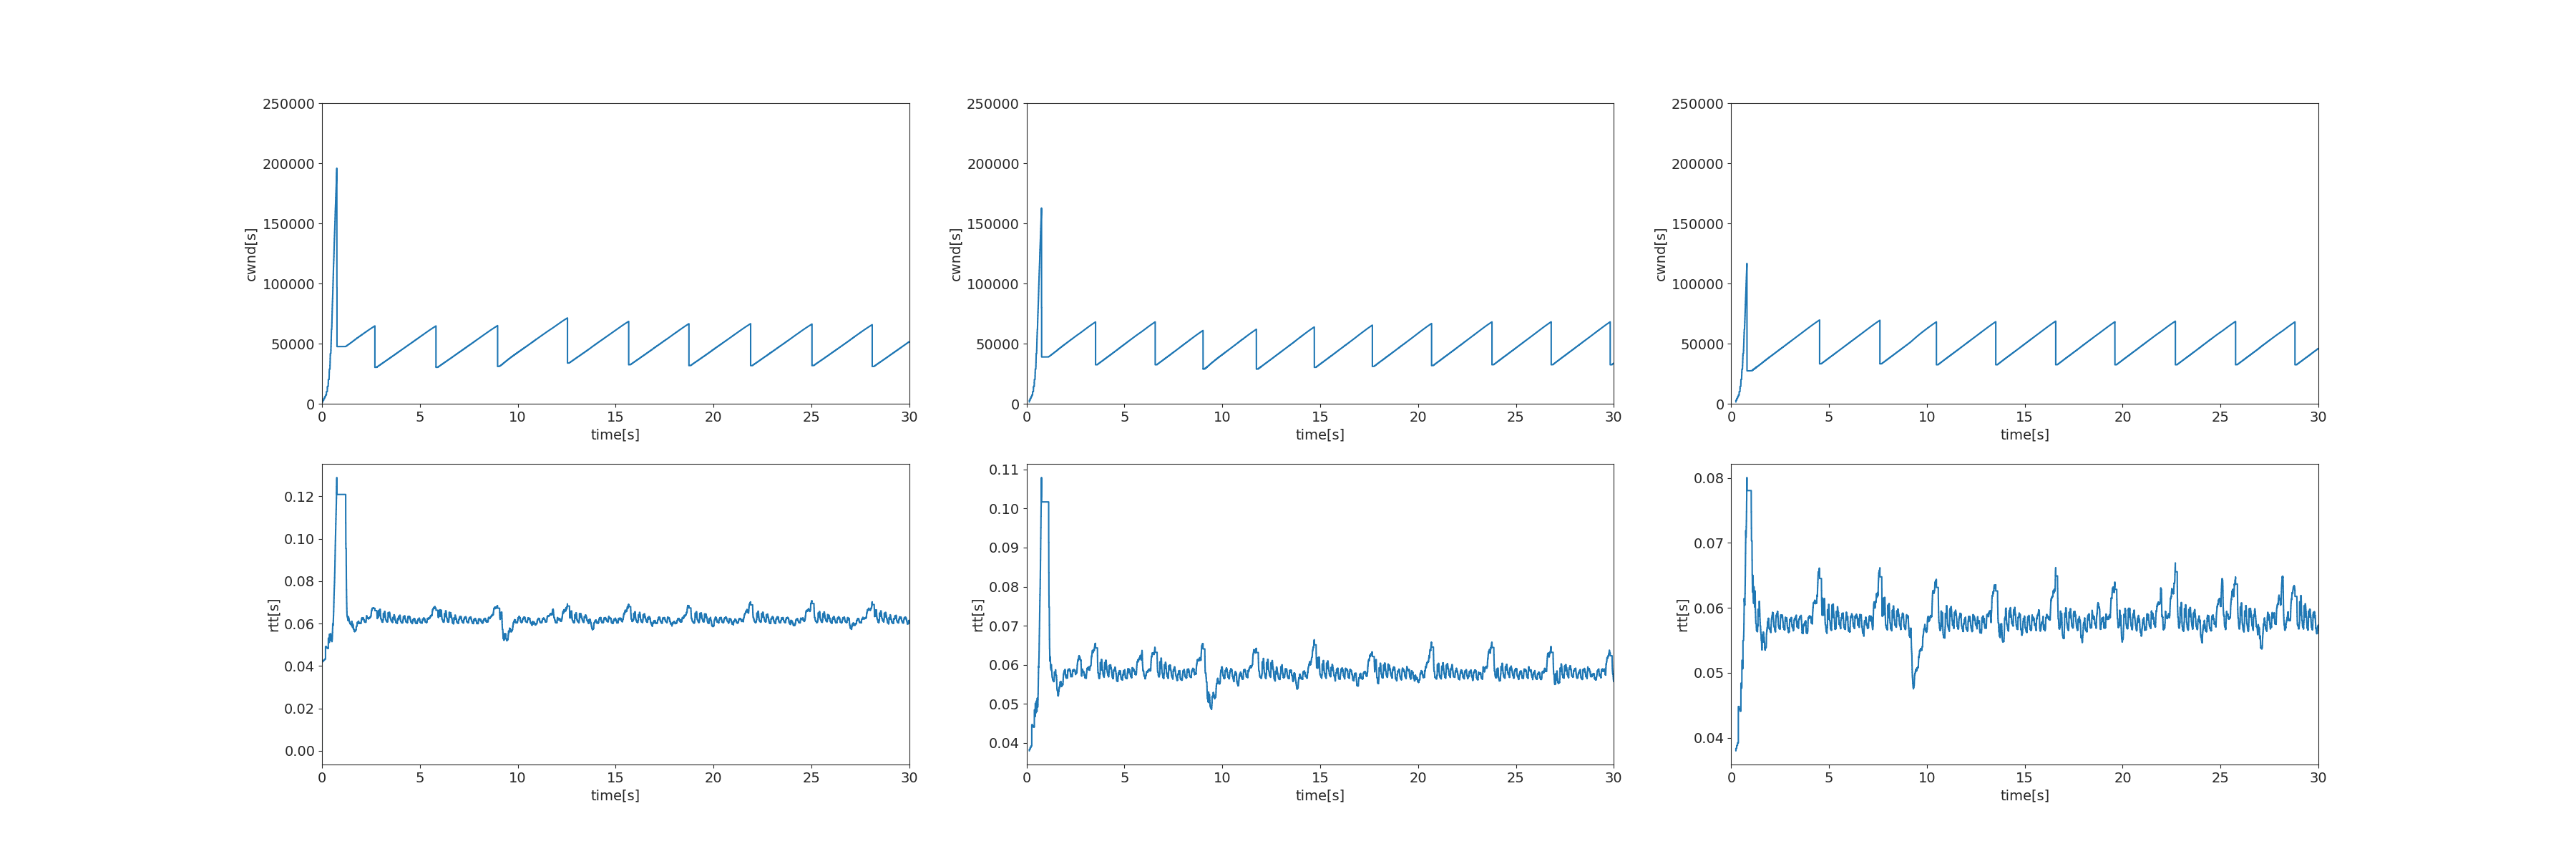 250000 250000 250000
200000 200000 200000
150000 150000 150000
cwnd[s] cwnd[s] cwnd[s]
100000 100000 100000
50000 50000 50000
0 0 0
0 5 10 15 20 25 30 0 5 10 15 20 25 30 0 5 10 15 20 25 30
time[s] time[s] time[s]
0.12 0.11 0.08
0.10 0.10
0.08 0.09 0.07
0.06 0.08
rtt[s] rtt[s] rtt[s]
0.04 0.07 0.06
0.02 0.06 0.05
0.00 0.05 0.04
0.04
0 5 10 15 20 25 30 0 5 10 15 20 25 30 0 5 10 15 20 25 30
time[s] time[s] time[s]